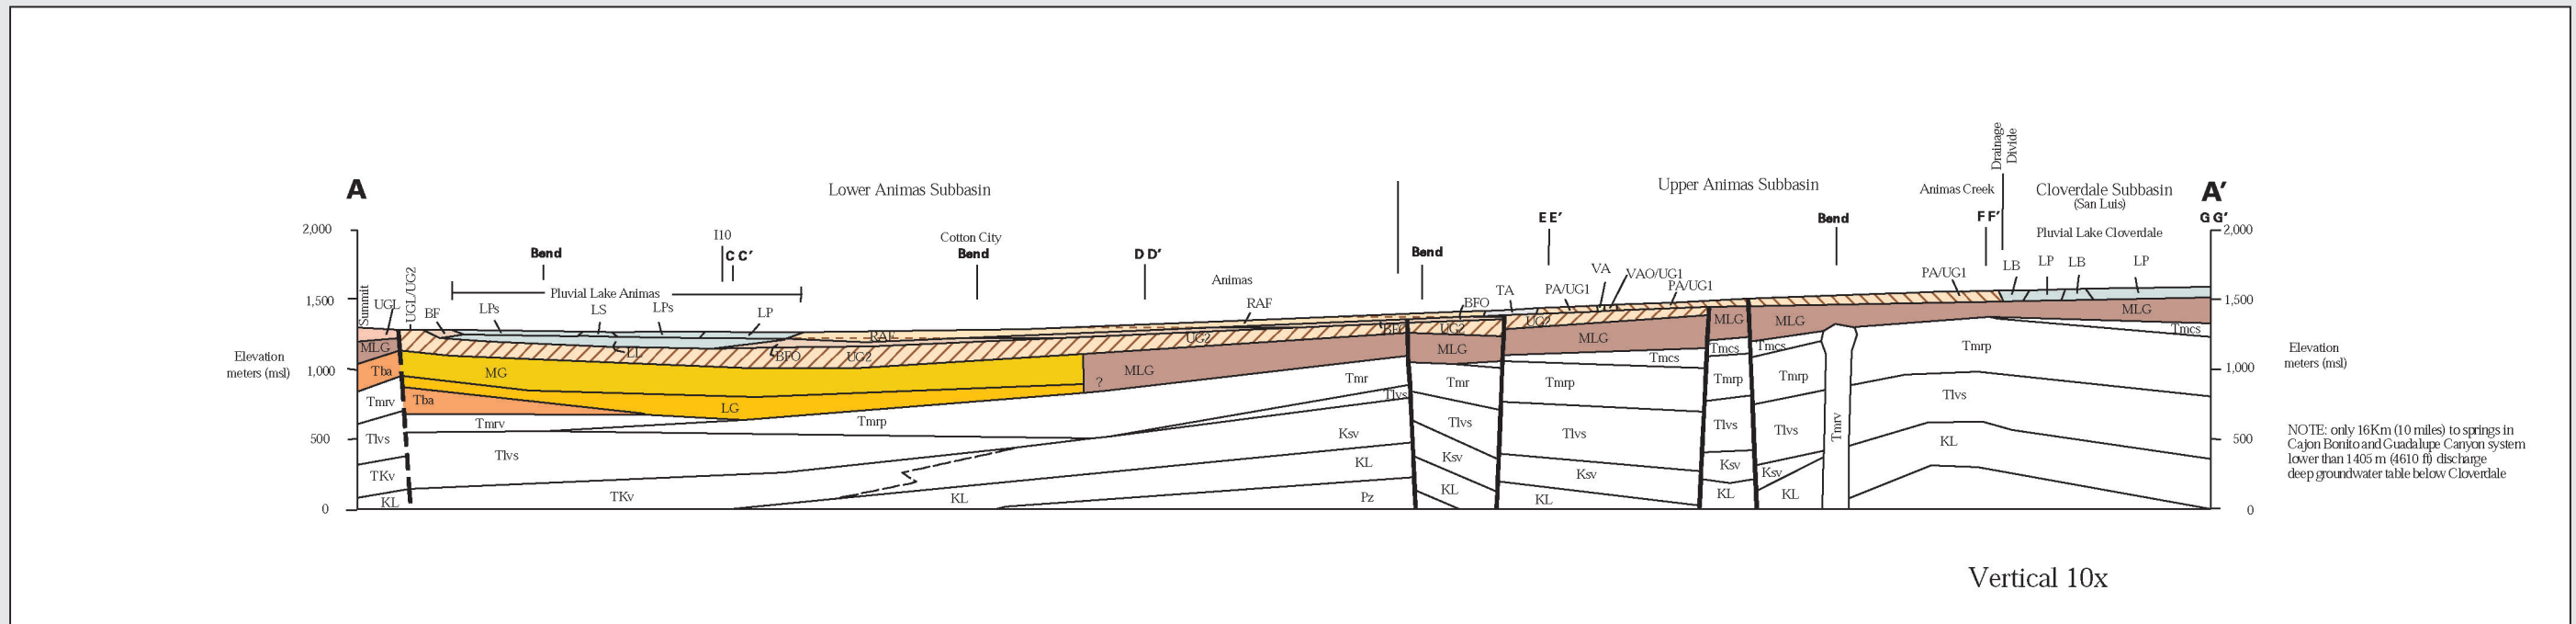 Drainage
Divide
A
Lower Animas Subbasin
Upper Animas Subbasin
Animas Creek
Cloverdale Subbasin
(San Luis)
A'
E E'
Bend
F F'
G G'
2,000
I10
Cotton City
Pluvial Lake Cloverdale
2,000
Bend
C C'
Bend
D D'
Bend
Summit
UGL
UGL/UG2
Pluvial Lake Animas
Animas
VA
VAO/UG1
PA/UG1
LB
LP
LB
LP
1,500
BF
LPs
LS
LPs
LP
RAF
BFO
TA
PA/UG1
PA/UG1
1,500
MLG
LL
BFO
RAF
UG2
UG2
BFO
UG2
UG2
MLG
MLG
MLG
MLG
Tmcs
Elevation
meters (msl)
1,000
Tba
MG
MLG
?
MLG
Tmcs
Tmcs
Tmcs
Tmrp
Elevation
meters (msl)
1,000
Tmrv
Tba
LG
Tmr
Tlvs
Tmr
Tmrp
Tmrp
Tmrp
Tlvs
500
Tlvs
Tmrv
Tmrp
Ksv
Tlvs
Tlvs
Tlvs
Tlvs
Tmrv
KL
500
Tlvs
KL
Ksv
Ksv
Ksv
Ksv
TKv
TKv
KL
Pz
KL
KL
KL
KL
KL
0
0
NOTE: only 16Km (10 miles) to springs in
Cajon Bonito and Guadalupe Canyon system
lower than 1405 m (4610 ft) discharge
deep groundwater table below Cloverdale
Vertical 10x